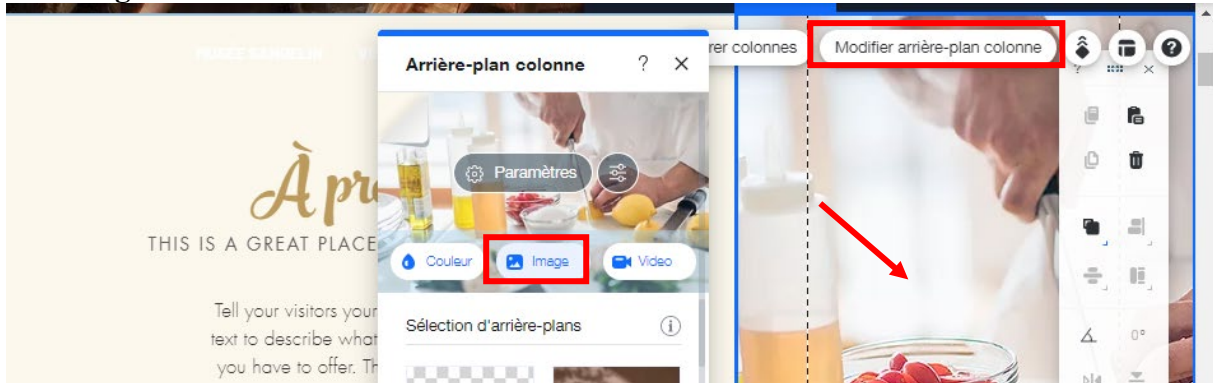 rer colonnes
Modifier arrière-plan colonne
?
Arrière-plan colonne
?
Paramètres
À pr
THIS IS A GREAT PLACE
Couleur
Image
Video
Tell your visitors your
Sélection d'arrière-plans
i
text to describe what
you have to offer. Th
0°